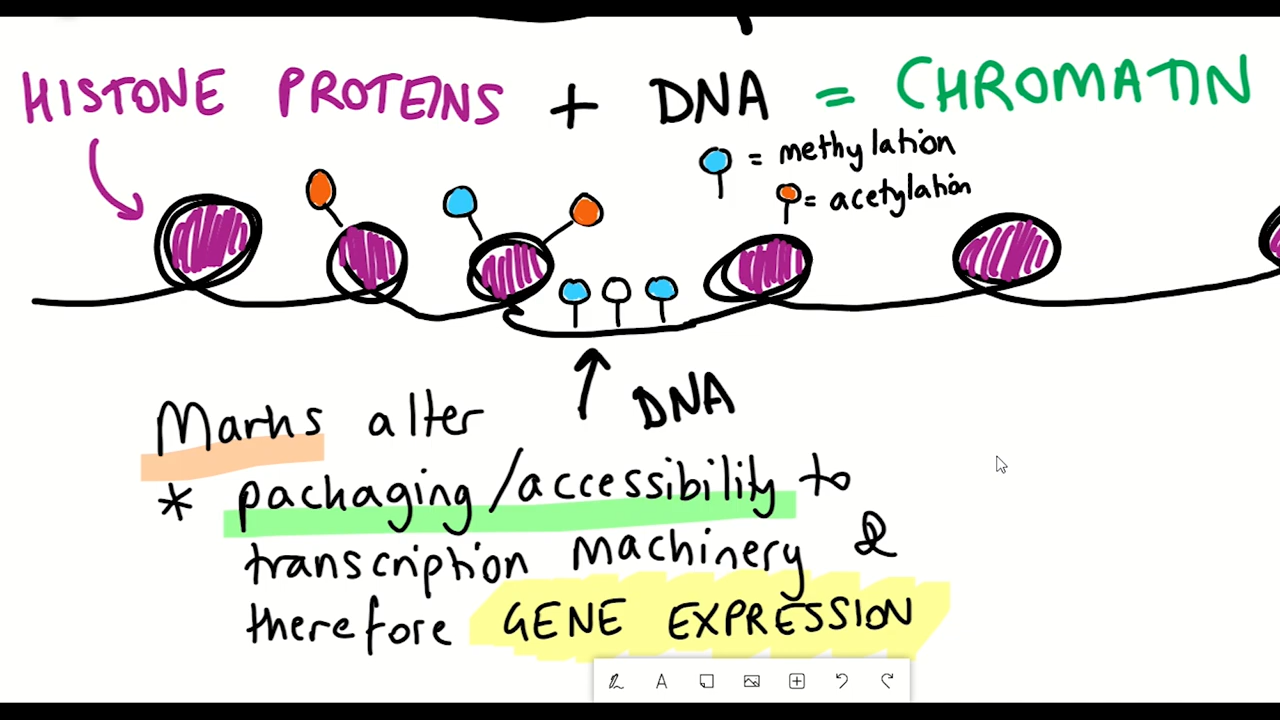 HISTONE PROTEINS + DNA = CHROMATIN
= methylation
= acetylation
DNA
Marks alter
* packaging/accessibility to
transcription machinery &
therefore GENE EXPRESSION
A